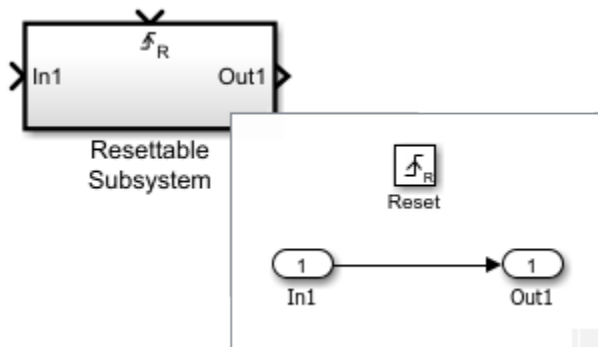 R
In1 Out1
Resettable
Subsystem
R
Reset
1 1
In1 Out1